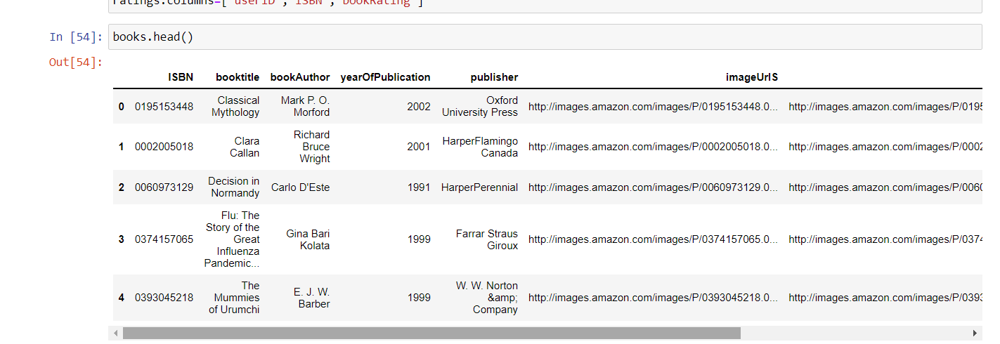 ratings.columns=['userID','ISBN','bookRating']
In [54]: books.head()
Out[54]:
ISBN booktitle bookAuthor yearOfPublication publisher imageUrlS
0 0195153448 Classical Mythology Mark P. O. Morford 2002 Oxford University Press http://images.amazon.com/images/P/0195153448.0... http://images.amazon.com/images/P/0195
1 0002005018 Clara Callan Richard Bruce Wright 2001 HarperFlamingo Canada http://images.amazon.com/images/P/0002005018.0... http://images.amazon.com/images/P/0002
2 0060973129 Decision in Normandy Carlo D'Este 1991 HarperPerennial http://images.amazon.com/images/P/0060973129.0... http://images.amazon.com/images/P/0060
3 0374157065 Flu: The Story of the Great Influenza Pandemic... Gina Bari Kolata 1999 Farrar Straus Giroux http://images.amazon.com/images/P/0374157065.0... http://images.amazon.com/images/P/0374
4 0393045218 The Mummies of Urumchi E. J. W. Barber 1999 W. W. Norton &amp; Company http://images.amazon.com/images/P/0393045218.0... http://images.amazon.com/images/P/0393